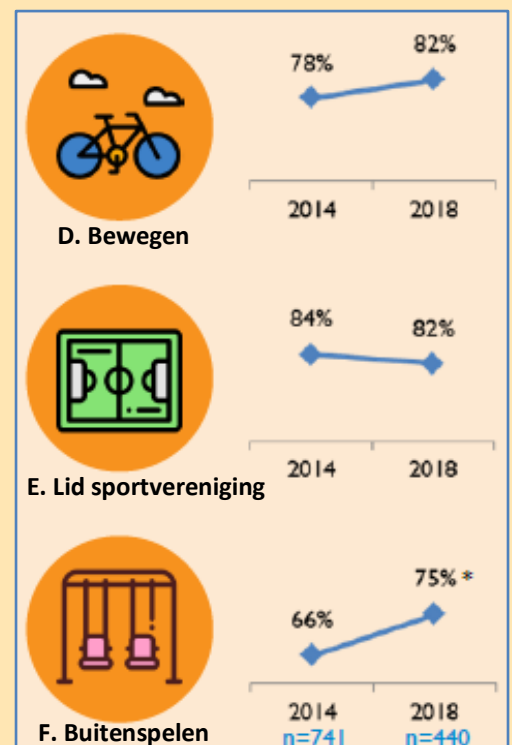 78% 82%
2014 2018
D. Bewegen
84% 82%
2014 2018
E. Lid sportvereniging
66% 75% *
2014 2018
n=741 n=440
F. Buitenspelen